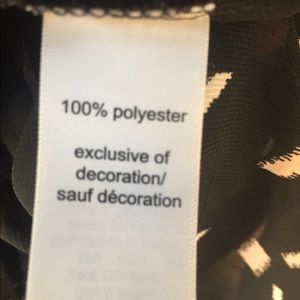 100% polyester
exclusive of
decoration/
sauf décoration